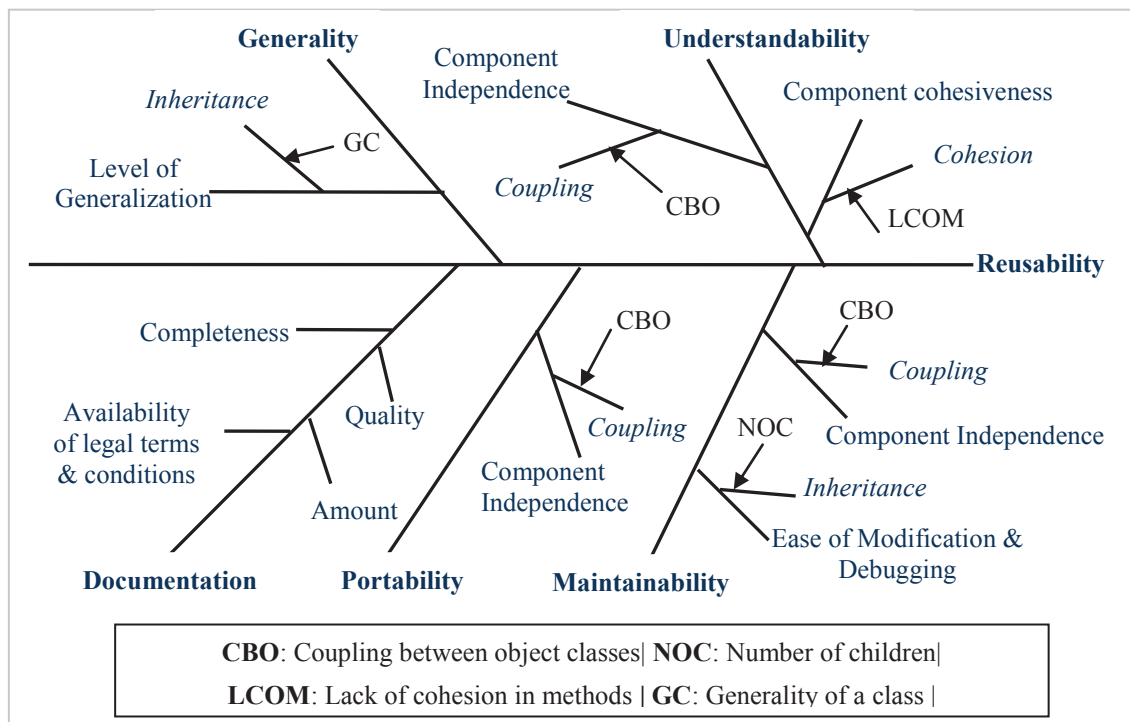 Generality
Understandability
Component
Independence
Component cohesiveness
Inheritance
GC
Cohesion
Level of
Generalization
Coupling
CBO
LCOM
Reusability
Completeness
CBO
CBO
Coupling
Availability
of legal terms
& conditions
Quality
Coupling
NOC
Component Independence
Component
Independence
Inheritance
Amount
Ease of Modification &
Debugging
Documentation
Portability
Maintainability
CBO: Coupling between object classes| NOC: Number of children|
LCOM: Lack of cohesion in methods | GC: Generality of a class |